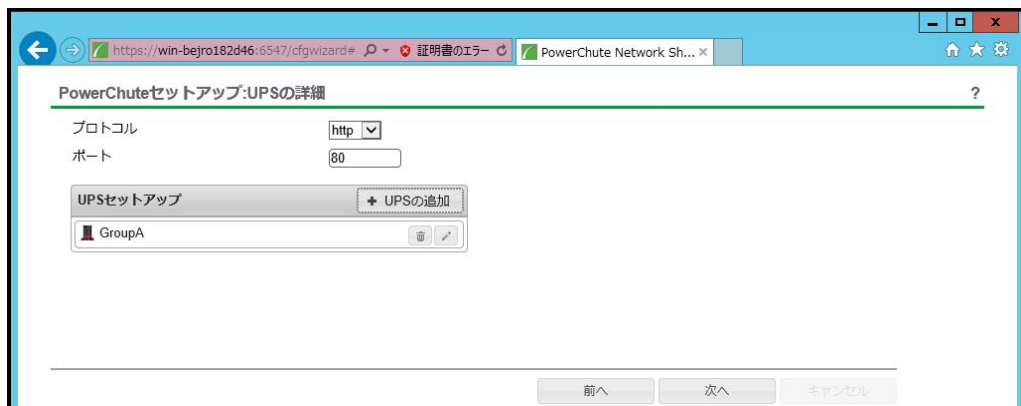 https://win-bejro182d46:6547/cfgwizard# 証明書のエラー PowerChute Network Sh... ×
PowerChuteセットアップ:UPSの詳細 ?
プロトコル http
ポート 80
UPSセットアップ + UPSの追加
GroupA
前へ 次へ キャンセル